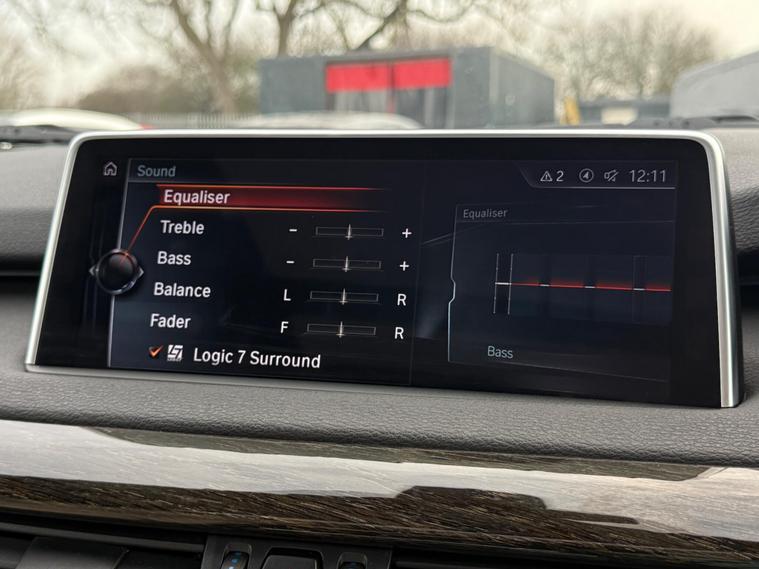 Sound
2 12:11
Equaliser
Treble - +
Bass - +
Balance L R
Fader F R
Logic 7 Surround
Equaliser
Bass